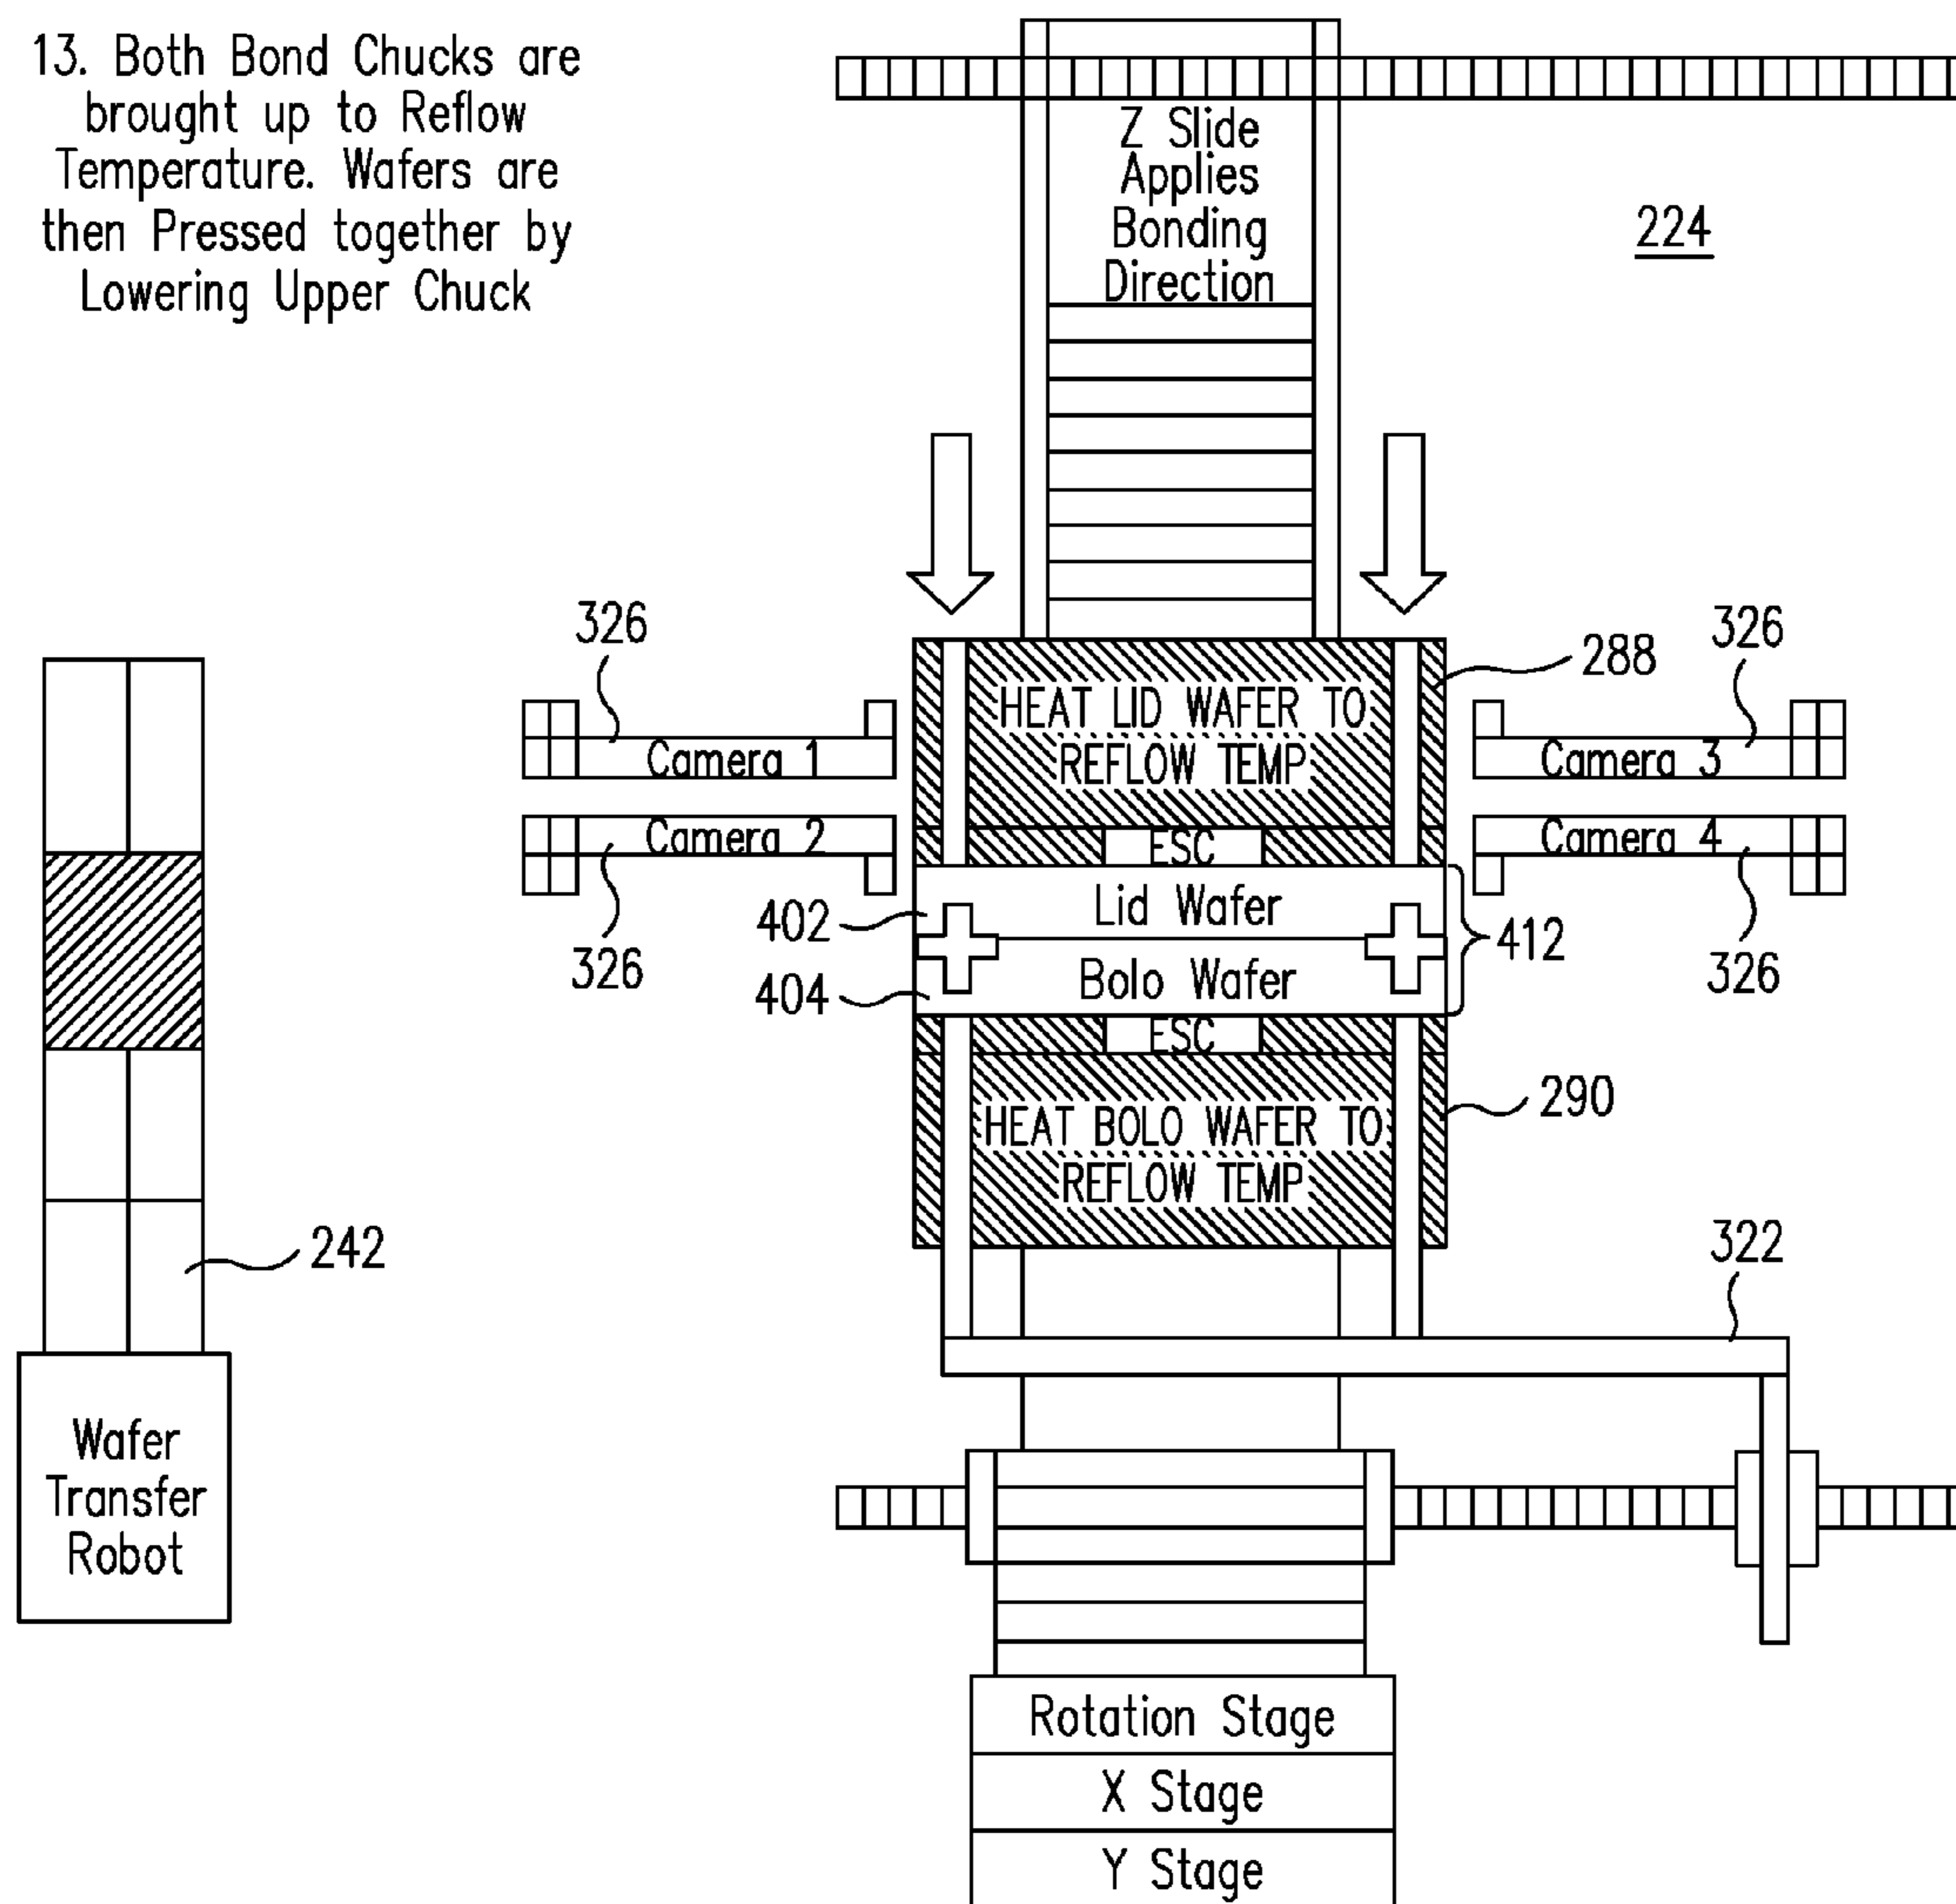 13. Both Bond Chucks are
brought up to Reflow
Temperature. Wafers are
then Pressed together by
Lowering Upper Chuck
Z Slide
Applies
Bonding
Direction
224
326
326
288
HEAT LID WAFER TO
REFLOW TEMP
Camera 1
Camera 3
Camera 2
Camera 4
ESC
402
Lid Wafer
412
326
326
404
Bolo Wafer
ESC
290
HEAT BOLO WAFER TO
REFLOW TEMP
242
322
Wafer
Transfer
Robot
Rotation Stage
X Stage
Y Stage